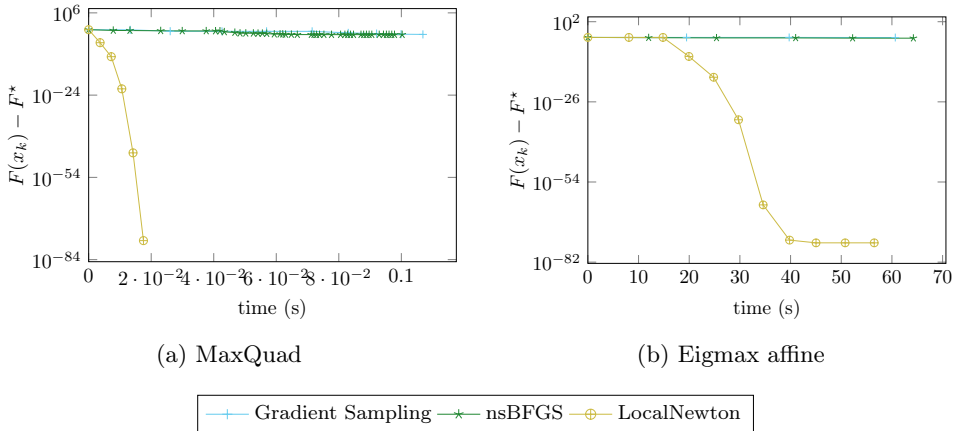 10^6
10^2
10^{-24}
10^{-26}
10^{-54}
10^{-54}
10^{-84}
10^{-82}
F(x_k) − F^⋆
F(x_k) − F^⋆
0 2·10^{-2} 4·10^{-2} 6·10^{-2} 8·10^{-2} 0.1
0 10 20 30 40 50 60 70
time (s)
time (s)
(a) MaxQuad
(b) Eigmax affine
Gradient Sampling nsBFGS LocalNewton